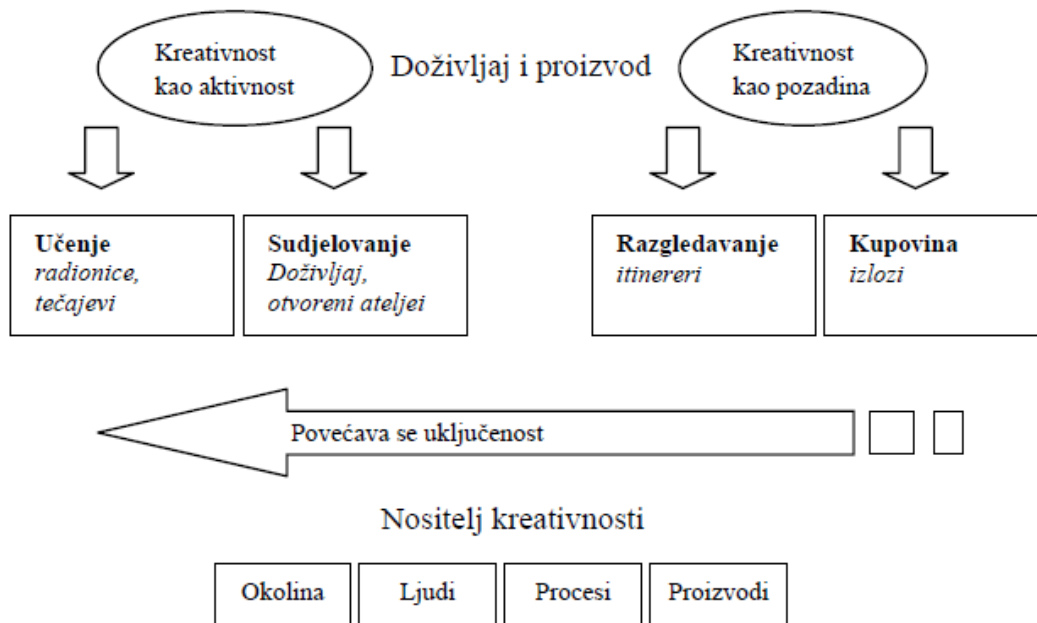 Kreativnost
kao aktivnost
Doživljaj i proizvod
Kreativnost
kao pozadina
Učenje
radionice,
tečajevi
Sudjelovanje
Doživljaj,
otvoreni ateljei
Razgledavanje
itinereri
Kupovina
izlozi
Povećava se uključenost
Nositelj kreativnosti
Okolina
Ljudi
Procesi
Proizvodi